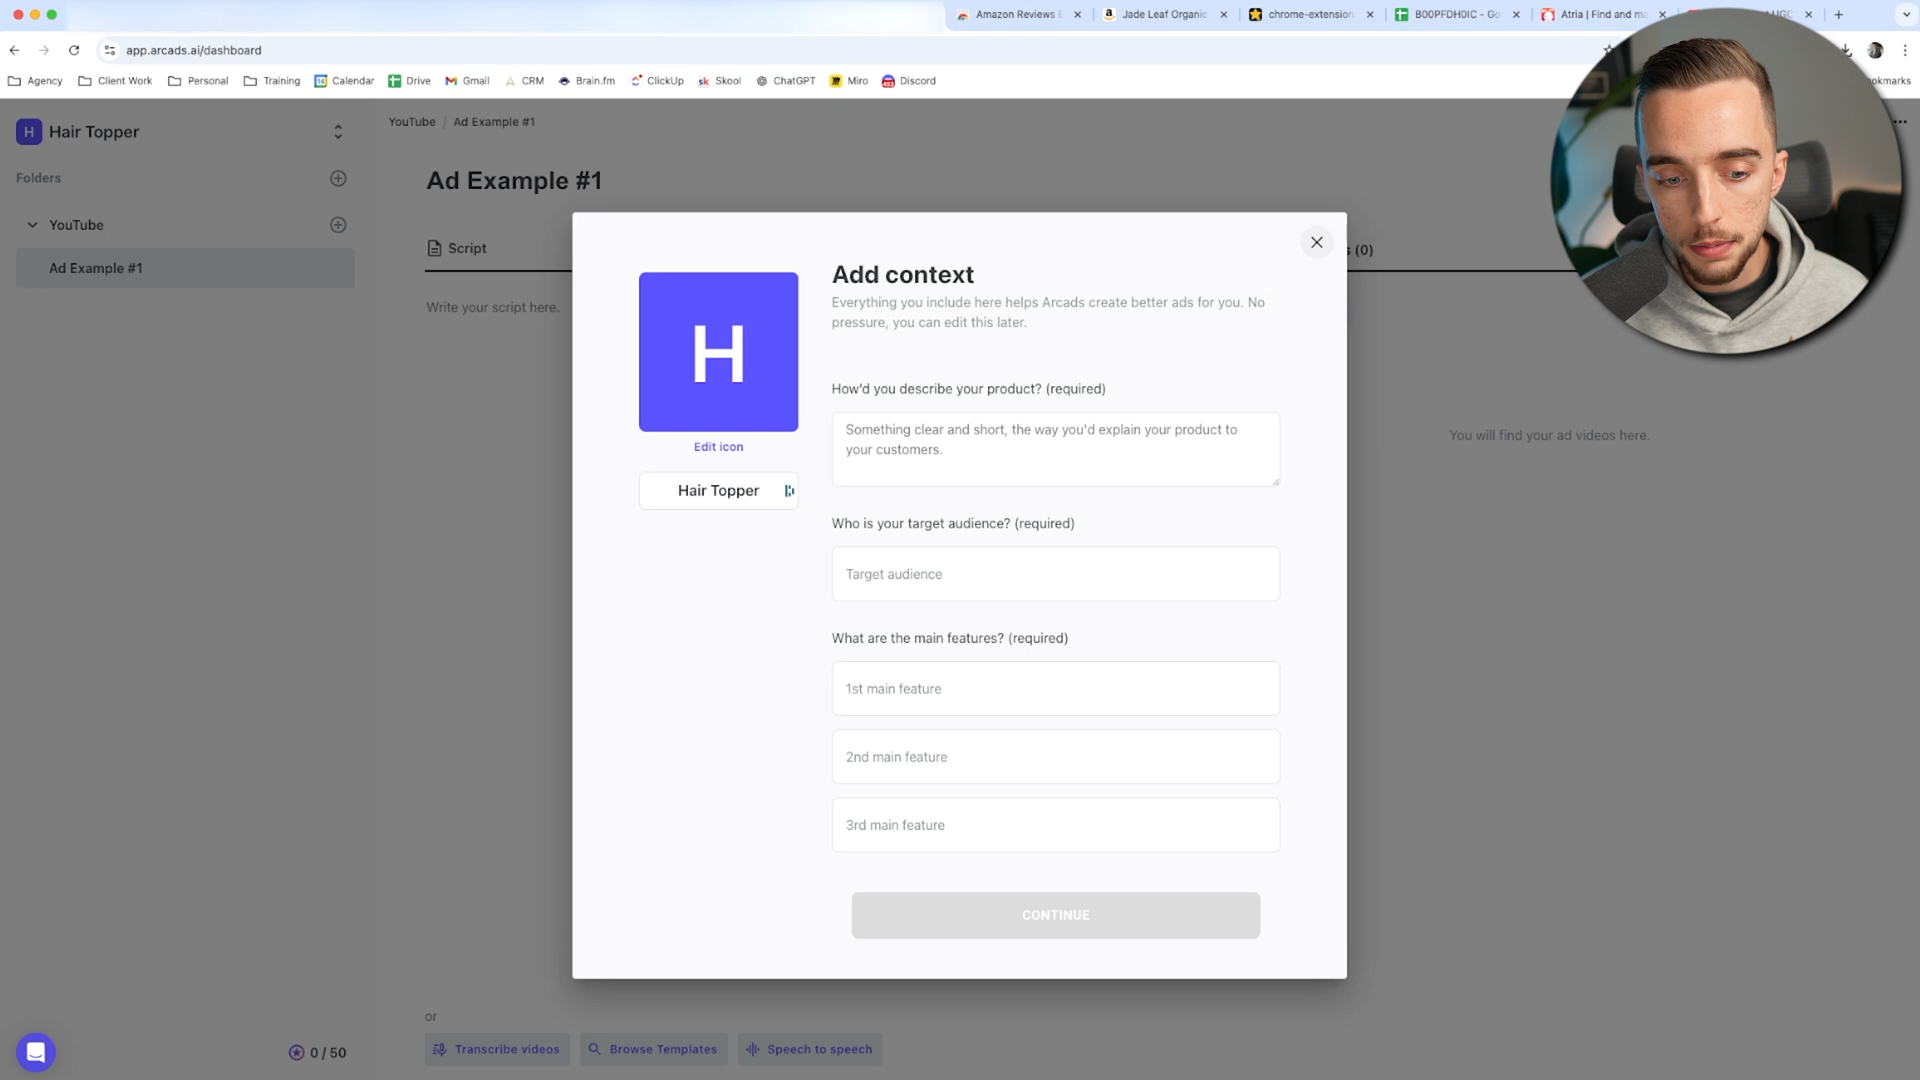 Amazon Reviews
Jade Leaf Organic
chrome-extension
B00PFDH0IC - Go
Atria | Find and ma
app.arcads.ai/dashboard
Agency
Client Work
Personal
Training
Calendar
Drive
Gmail
CRM
Brain.fm
ClickUp
sk Skool
ChatGPT
Miro
Discord
H Hair Topper
Folders
YouTube
Ad Example #1
0 / 50
YouTube / Ad Example #1
Ad Example #1
Script
(0)
Write your script here.
You will find your ad videos here.
H
Edit icon
Hair Topper
Add context
Everything you include here helps Arcads create better ads for you. No
pressure, you can edit this later.
How'd you describe your product? (required)
Something clear and short, the way you'd explain your product to
your customers.
Who is your target audience? (required)
Target audience
What are the main features? (required)
1st main feature
2nd main feature
3rd main feature
CONTINUE
or
Transcribe videos
Browse Templates
Speech to speech